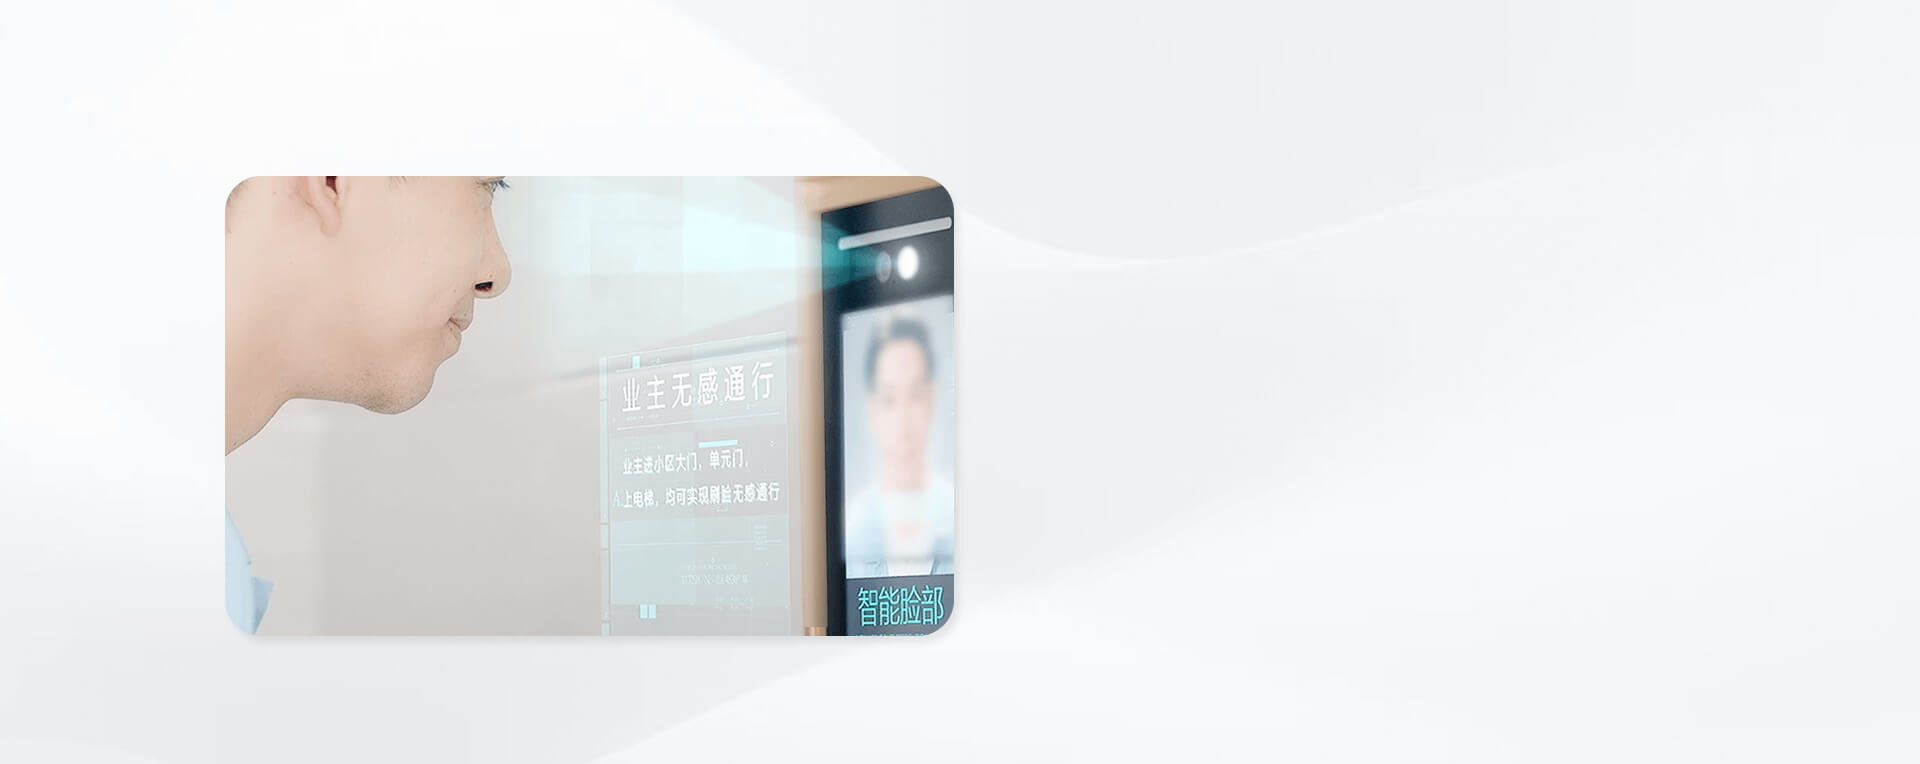 业主无感通行
业主进小区大门，单元门，
上电梯，均可实现刷脸无感通行
智能脸部